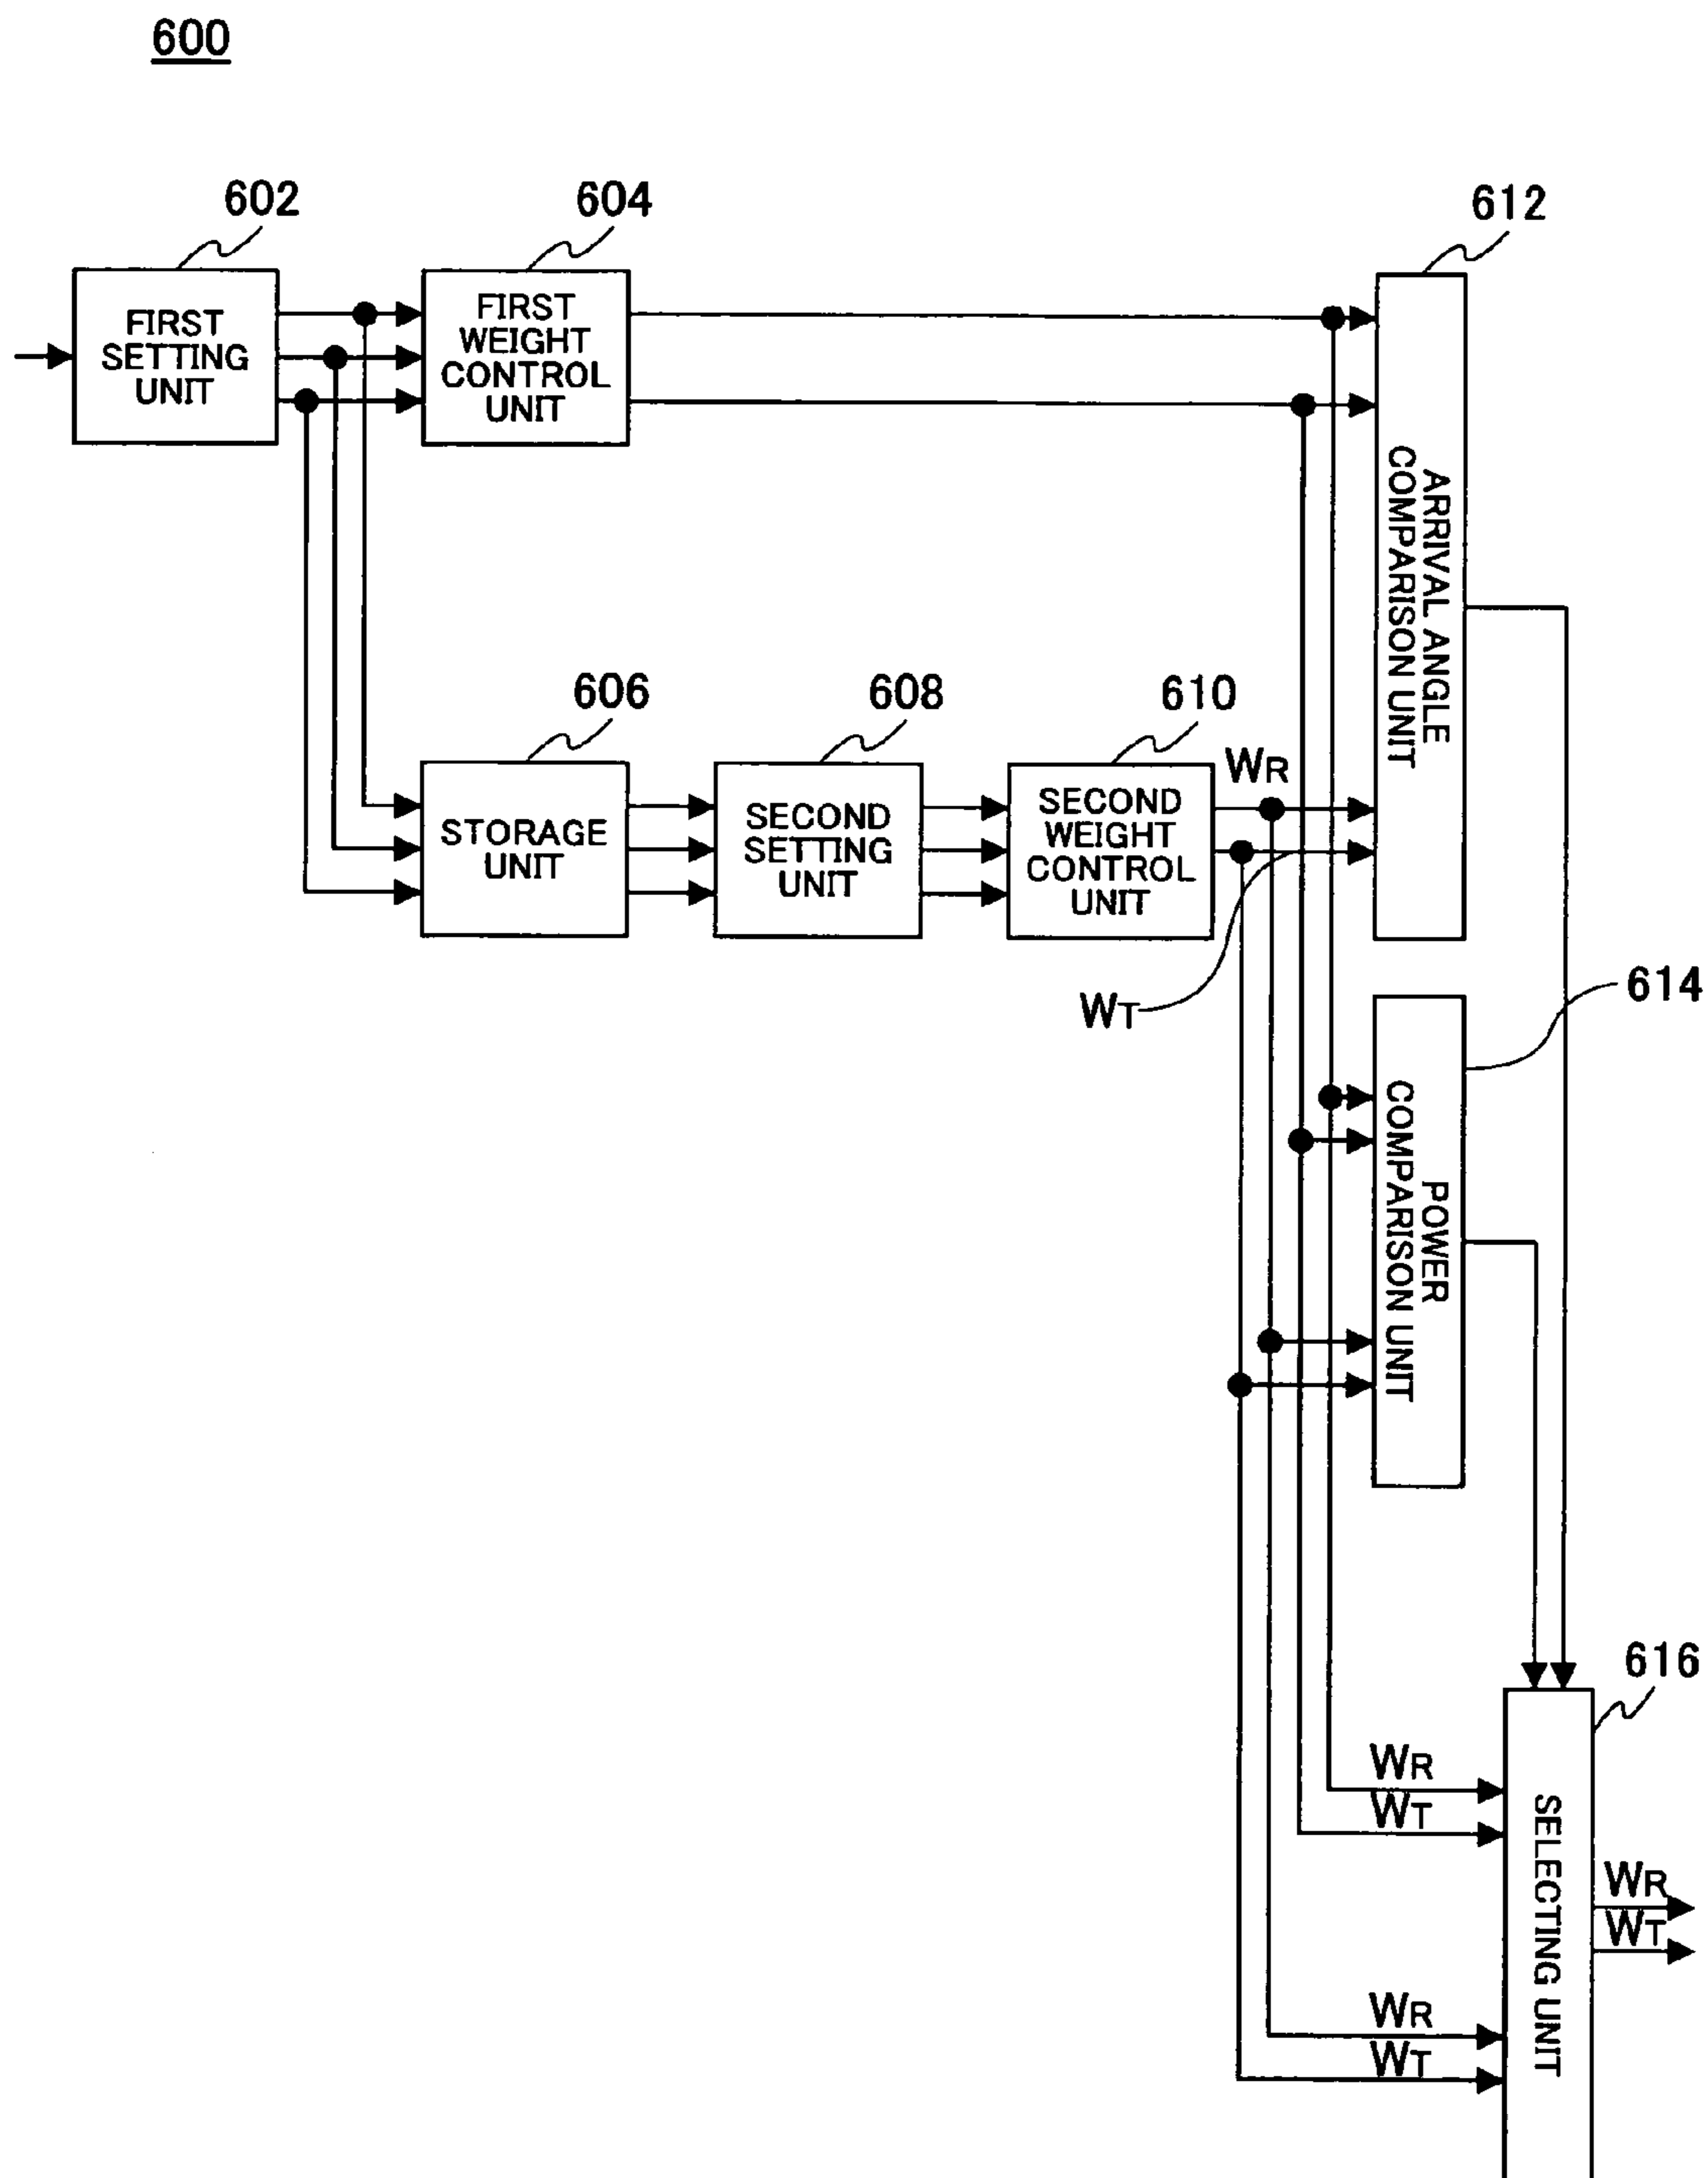 600
602
604
612
FIRST
SETTING
UNIT
FIRST
WEIGHT
CONTROL
UNIT
ARRIVAL ANGLE
COMPARISON UNIT
606
608
610
STORAGE
UNIT
SECOND
SETTING
UNIT
SECOND
WEIGHT
CONTROL
UNIT
WR
WT
614
POWER
COMPARISON UNIT
616
SELECTING UNIT
WR
WT
WR
WT
WR
WT